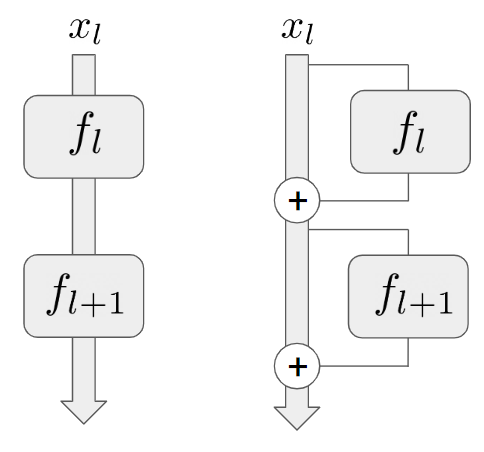 x_l x_l
f_l f_l
+
f_{l+1} f_{l+1}
+